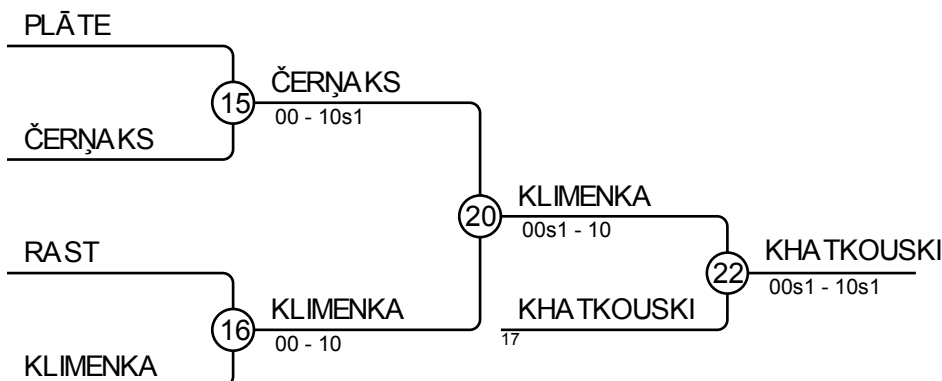 PLĀTE
15
ČERŅAKS
00 - 10s1
ČERŅAKS
20
KLIMENKA
00s1 - 10
RAST
22
KHATKOUSKI
00s1 - 10s1
16
KLIMENKA
00 - 10
KHATKOUSKI
17
KLIMENKA